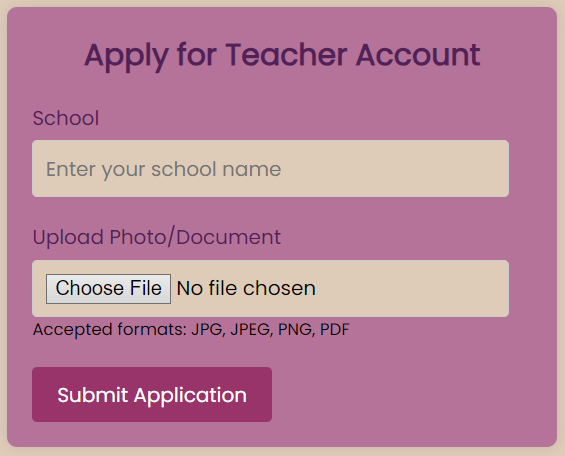 Apply for Teacher Account
School
Enter your school name
Upload Photo/Document
Choose File No file chosen
Accepted formats: JPG, JPEG, PNG, PDF
Submit Application